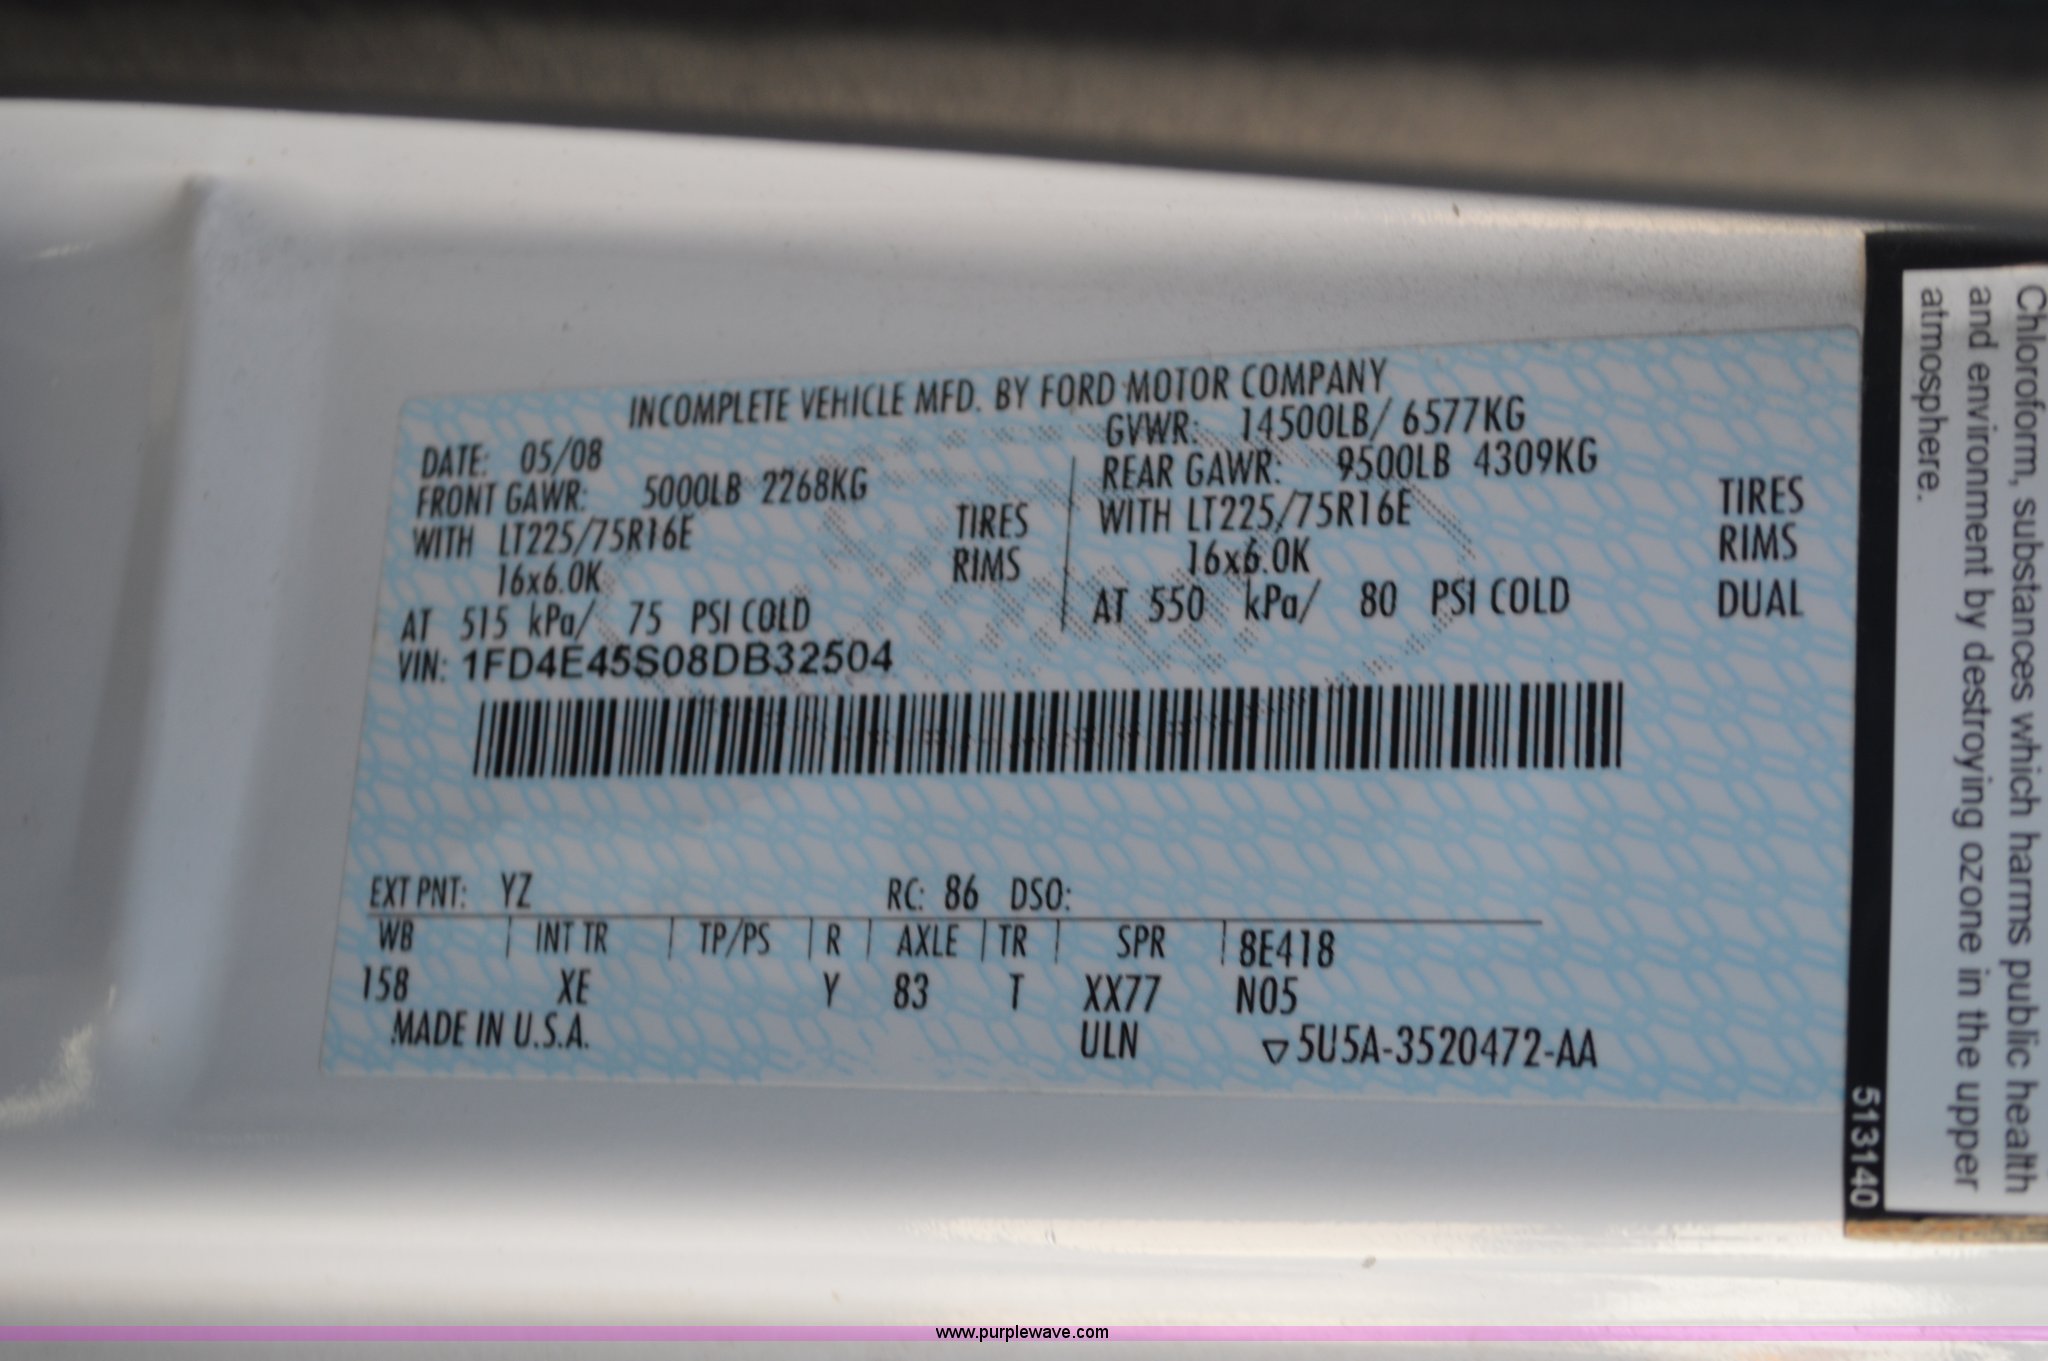 INCOMPLETE VEHICLE MFD. BY FORD MOTOR COMPANY
DATE: 05/08 GVWR: 14500LB/ 6577KG
FRONT GAWR: 5000LB 2268KG REAR GAWR: 9500LB 4309KG
WITH LT225/75R16E TIRES WITH LT225/75R16E TIRES
16x6.0K RIMS 16x6.0K RIMS
AT 515 kPa/ 75 PSI COLD AT 550 kPa/ 80 PSI COLD DUAL
VIN: 1FD4E45S08DB32504
EXT PNT: YZ RC: 86 DSO:
WB INT TR TP/PS R AXLE TR SPR 8E418
158 XE Y 83 T XX77 N05
MADE IN U.S.A. ULN ▽5U5A-3520472-AA
Chloroform, substances which harms public health
and environment by destroying ozone in the upper
atmosphere.
513140
www.purplewave.com